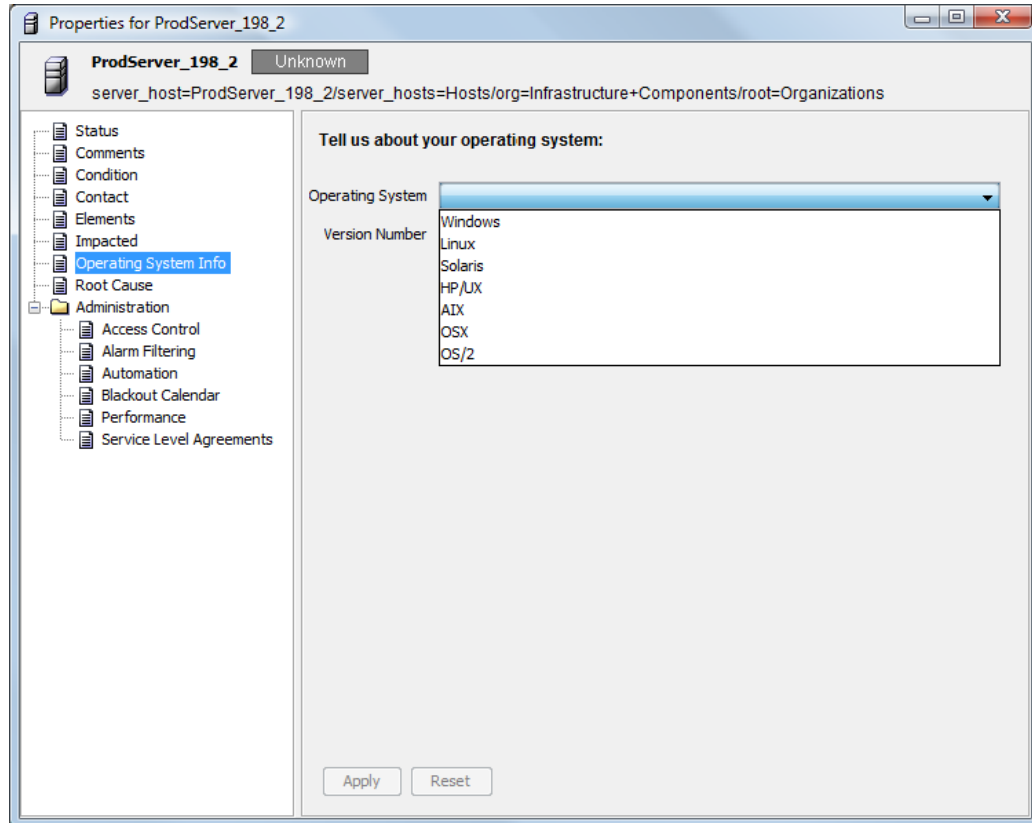 Properties for ProdServer_198_2
ProdServer_198_2 Unknown
server_host=ProdServer_198_2/server_hosts=Hosts/org=Infrastructure+Components/root=Organizations
Status
Comments
Condition
Contact
Elements
Impacted
Operating System Info
Root Cause
Administration
Access Control
Alarm Filtering
Automation
Blackout Calendar
Performance
Service Level Agreements
Tell us about your operating system:
Operating System
Version Number
Windows
Linux
Solaris
HP/UX
AIX
OSX
OS/2
Apply Reset